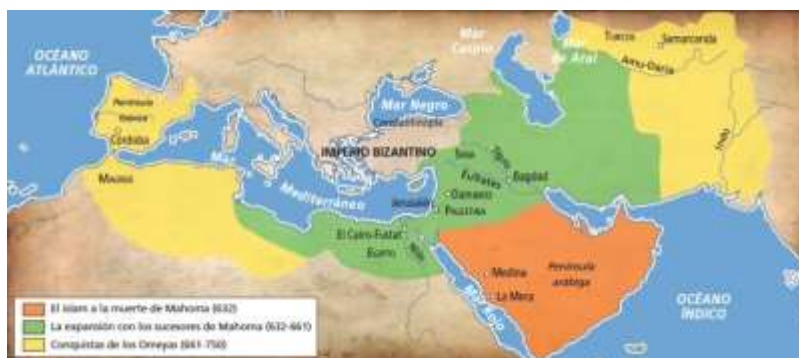 OCÉANO
ATLÁNTICO
Península
Córdoba
Mar
Caspio
Mar
de Aral
Turcos
Samarcanda
Amu-Daria
Indo
Mar Negro
Constantinopla
IMPERIO BIZANTINO
Mar
Mediterráneo
Siria
Tigris
Éufrates
Bagdad
Damasco
Jerusalén
PALESTINA
El Cairo-Fustat
Nilo
Medina
La Meca
Península
arábiga
Mar Rojo
OCÉANO
ÍNDICO
El islam a la muerte de Mahoma (632)
La expansión con los sucesores de Mahoma (632-661)
Conquistas de los Omeyas (661-750)